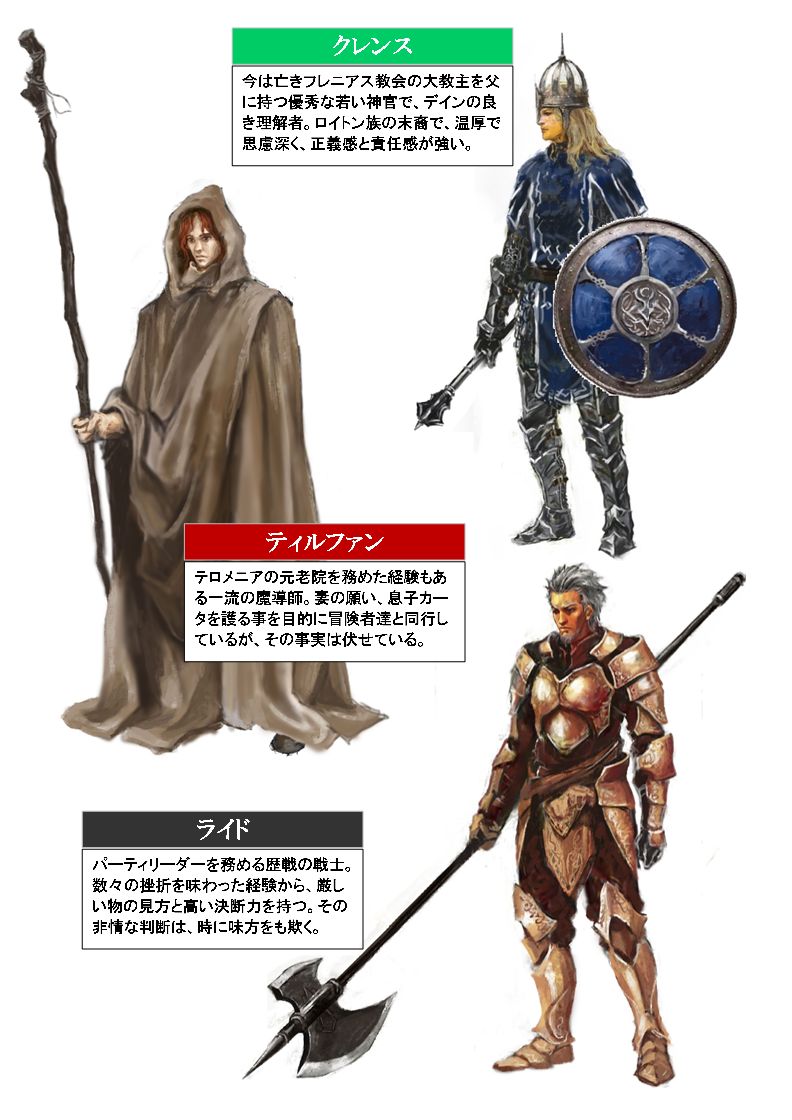 クレンス
今は亡きフレニアス教会の大教主を父
に持つ優秀な若い神官で、デインの良
き理解者。ロイトン族の末裔で、温厚で
思慮深く、正義感と責任感が強い。
ティルファン
テロメニアの元老院を務めた経験もあ
る一流の魔導師。妻の願い、息子カー
タを護る事を目的に冒険者達と同行し
ているが、その事実は伏せている。
ライド
パーティリーダーを務める歴戦の戦士。
数々の挫折を味わった経験から、厳し
い物の見方と高い決断力を持つ。その
非情な判断は、時に味方をも欺く。